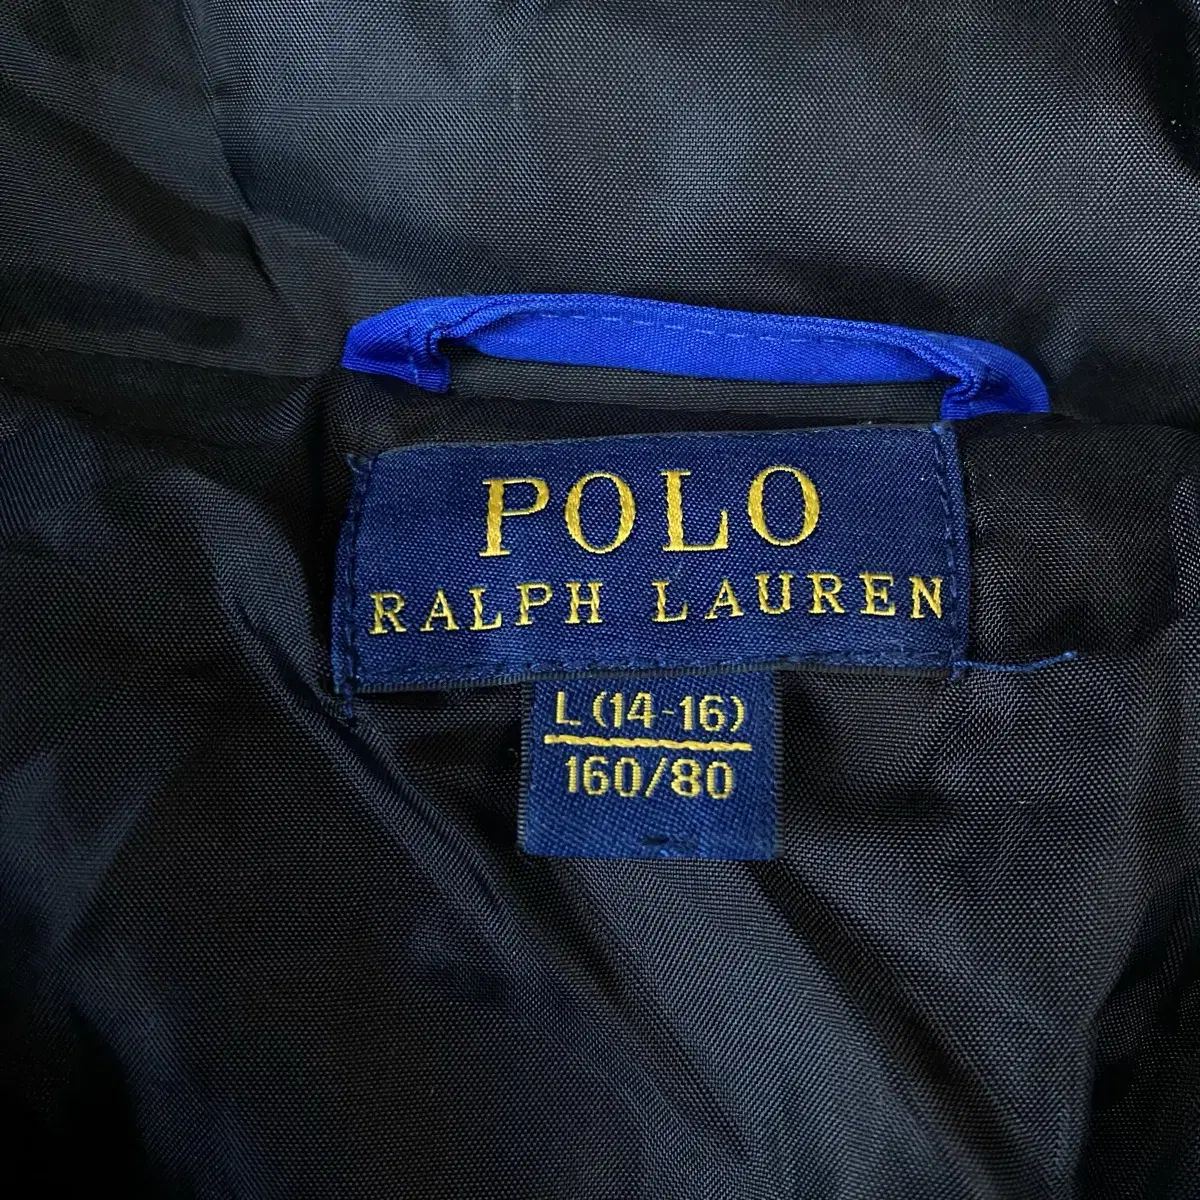 POLO
RALPH LAUREN
L (14-16)
160/80